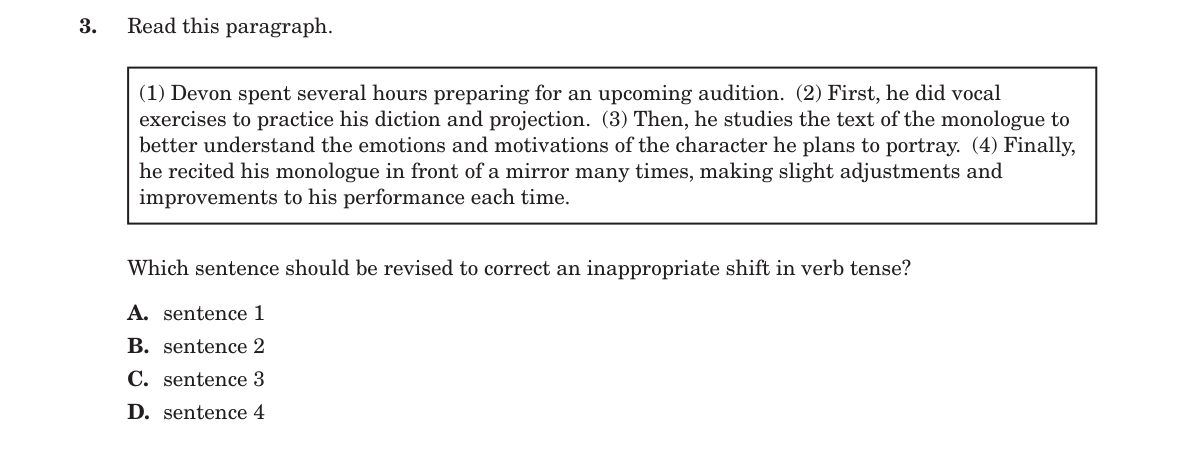 3. Read this paragraph.
(1) Devon spent several hours preparing for an upcoming audition. (2) First, he did vocal
exercises to practice his diction and projection. (3) Then, he studies the text of the monologue to
better understand the emotions and motivations of the character he plans to portray. (4) Finally,
he recited his monologue in front of a mirror many times, making slight adjustments and
improvements to his performance each time.
Which sentence should be revised to correct an inappropriate shift in verb tense?
A. sentence 1
B. sentence 2
C. sentence 3
D. sentence 4